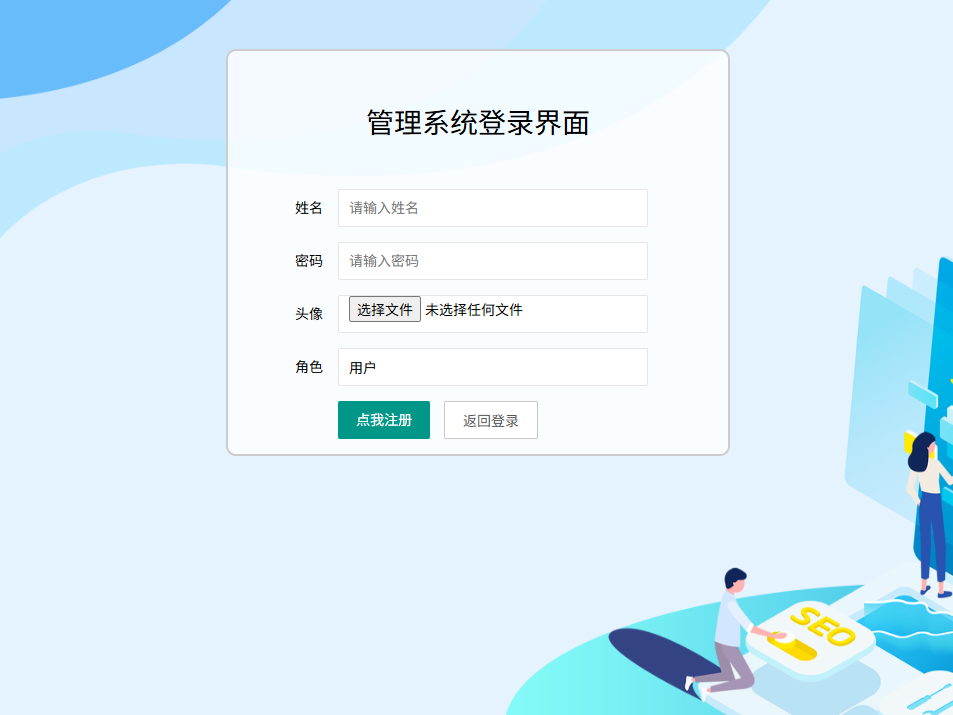 管理系统登录界面
姓名 请输入姓名
密码 请输入密码
头像 选择文件 未选择任何文件
角色 用户
点我注册 返回登录
SEO